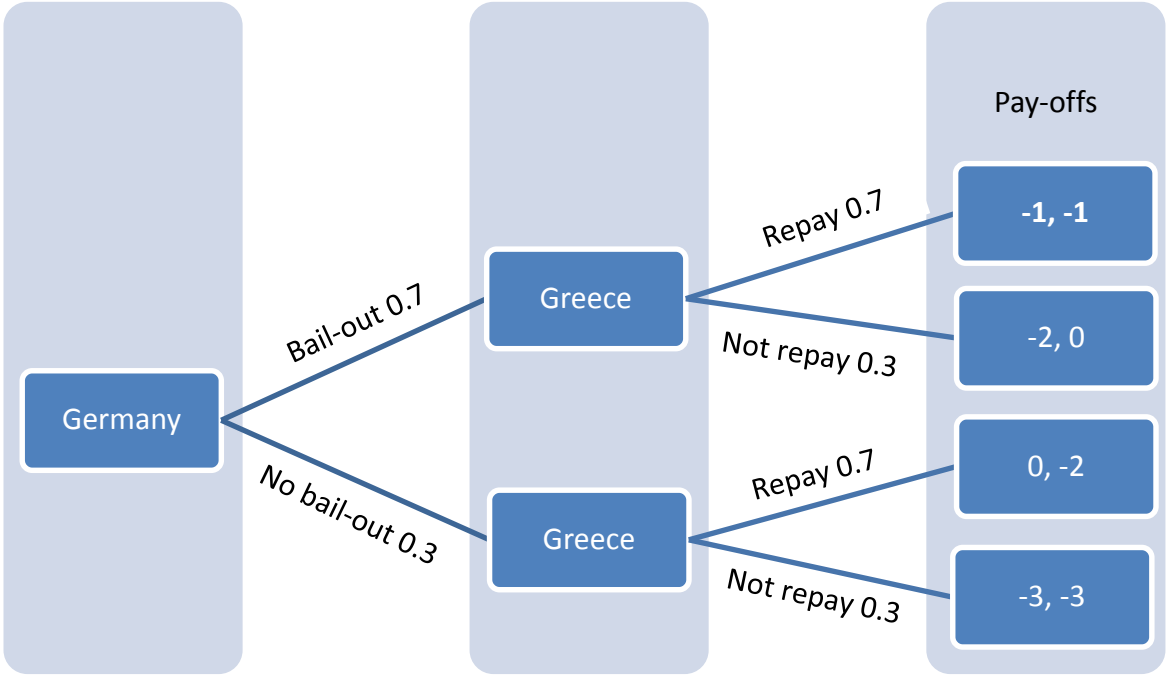 Pay-offs
Germany
Bail-out 0.7
No bail-out 0.3
Greece
Repay 0.7
Not repay 0.3
-1, -1
-2, 0
Greece
Repay 0.7
Not repay 0.3
0, -2
-3, -3